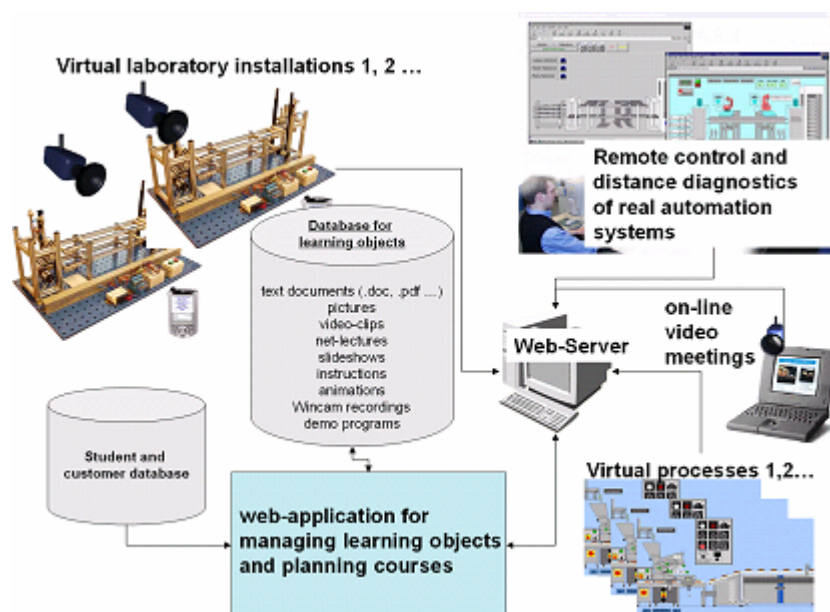 Virtual laboratory installations 1, 2 ...
Remote control and
distance diagnostics
of real automation
systems
Database for
learning objects
text documents (.doc, .pdf ....)
pictures
video-clips
net-lectures
slideshows
instructions
animations
Wincam recordings
demo programs
Web-Server
on-line
video
meetings
Student and
customer database
Virtual processes 1,2...
web-application for
managing learning objects
and planning courses